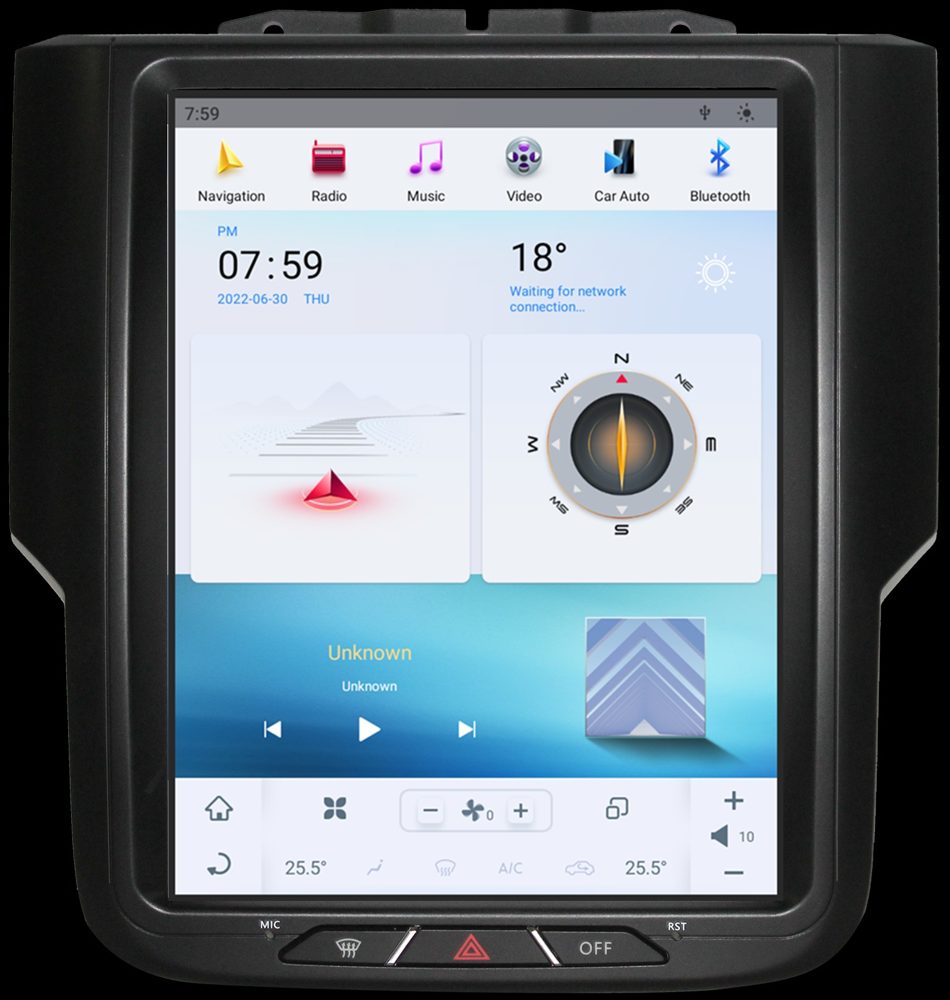 7:59
Navigation
Radio
Music
Video
Car Auto
Bluetooth
PM
07:59
2022-06-30 THU
18°
Waiting for network
connection...
N
NW
NE
W
E
SW
SE
S
Unknown
Unknown
0
10
25.5°
A/C
25.5°
MIC
RST
OFF